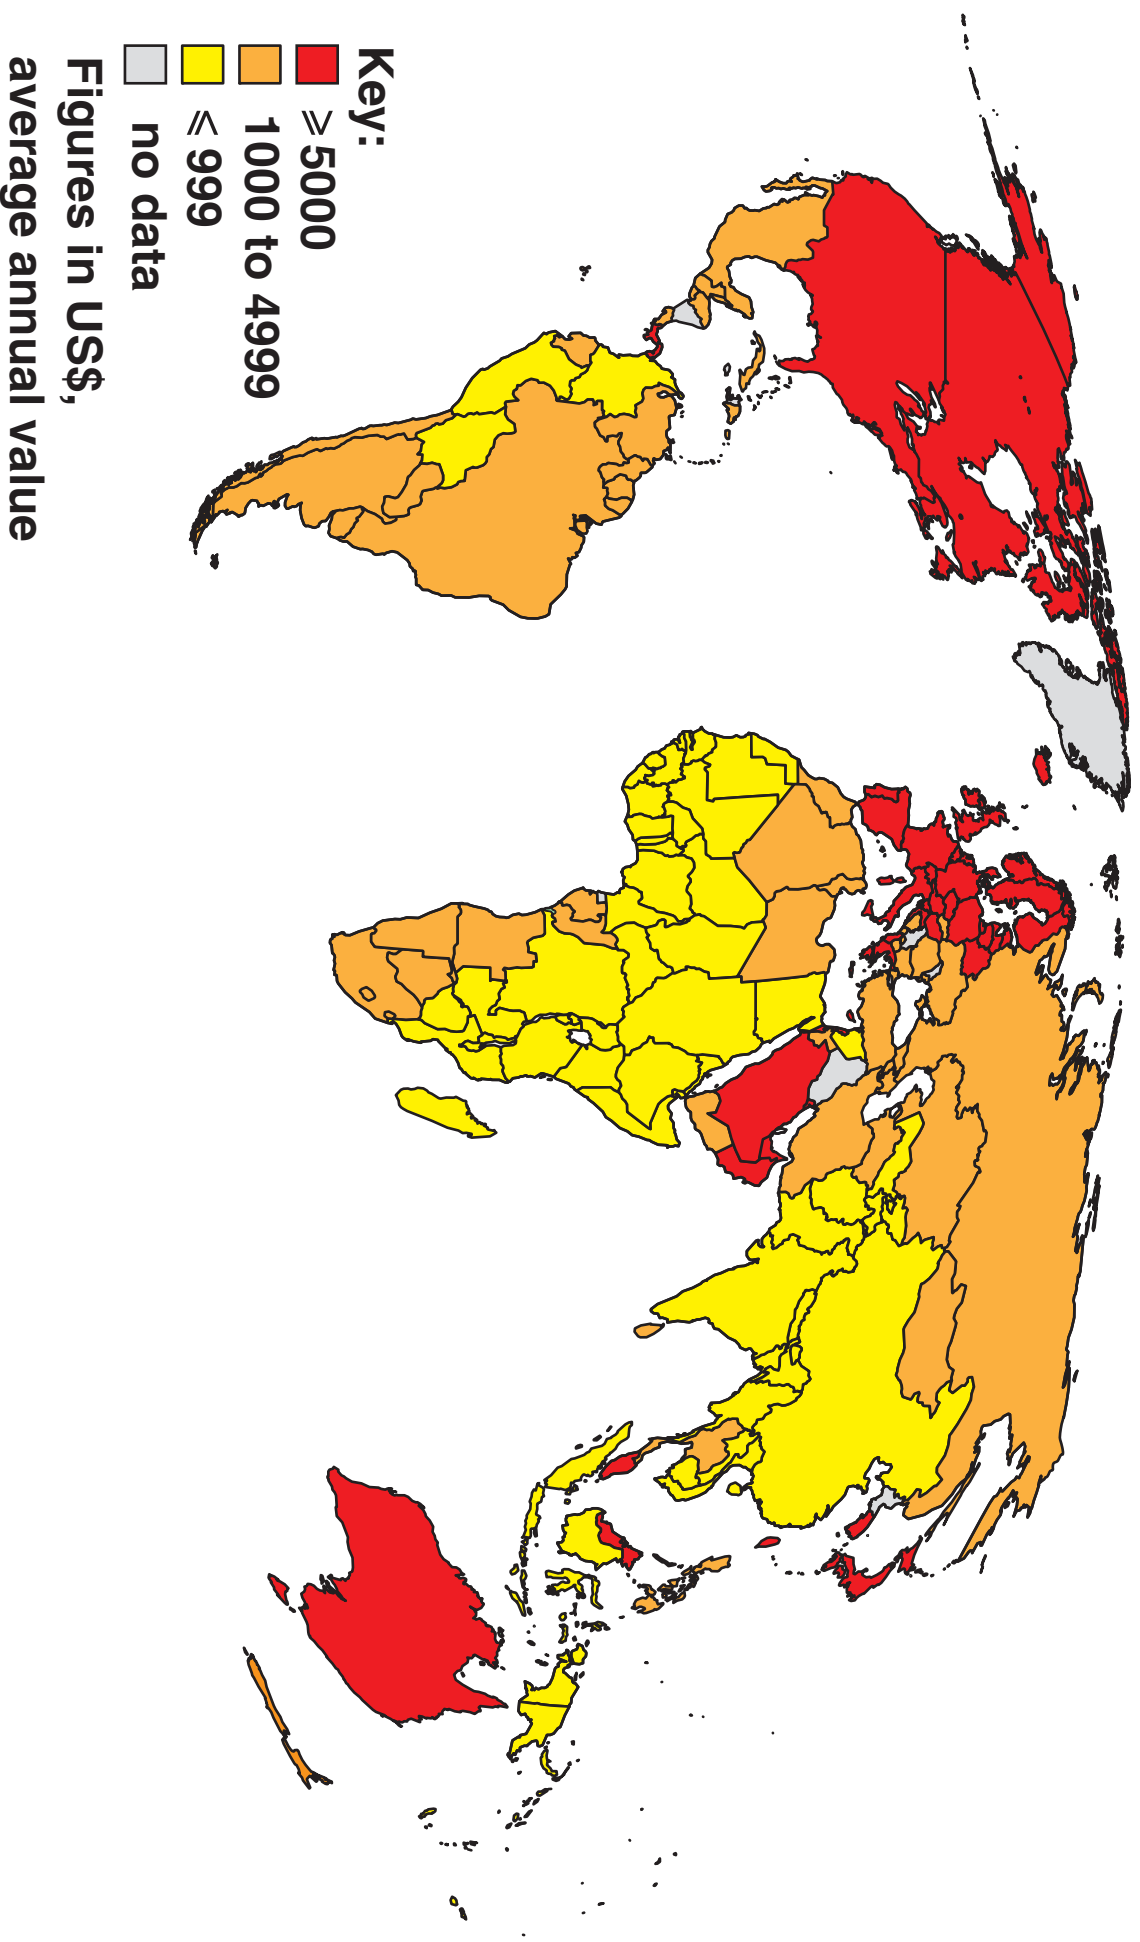 Key:
⩾ 5000
1000 to 4999
⩽ 999
no data
Figures in US$,
average annual value